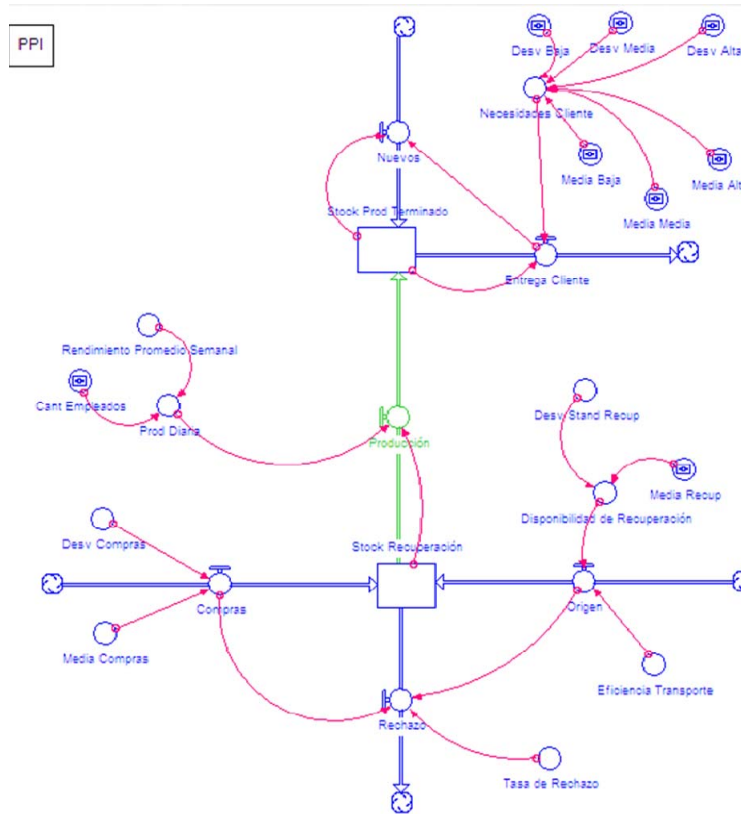 PPI
Desv Baja
Desv Media
Desv Alta
Necesidades Cliente
Nuevos
Media Baja
Media Alt
Media Media
Stock Prod Terminado
Entrega Cliente
Rendimiento Promedio Semanal
Cant Empleados
Prod Diaria
Producción
Desv Stand Recup
Media Recup
Disponibilidad de Recuperación
Desv Compras
Stock Recuperación
Compras
Origen
Media Compras
Eficiencia Transporte
Rechazo
Tasa de Rechazo